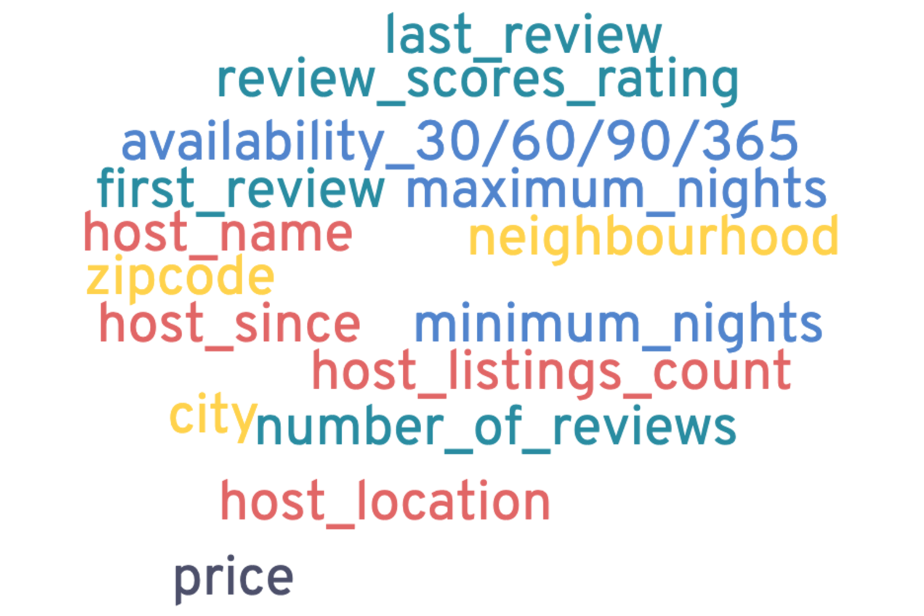 last_review
review_scores_rating
availability_30/60/90/365
first_review maximum_nights
host_name neighbourhood
zipcode
host_since minimum_nights
host_listings_count
city number_of_reviews
host_location
price